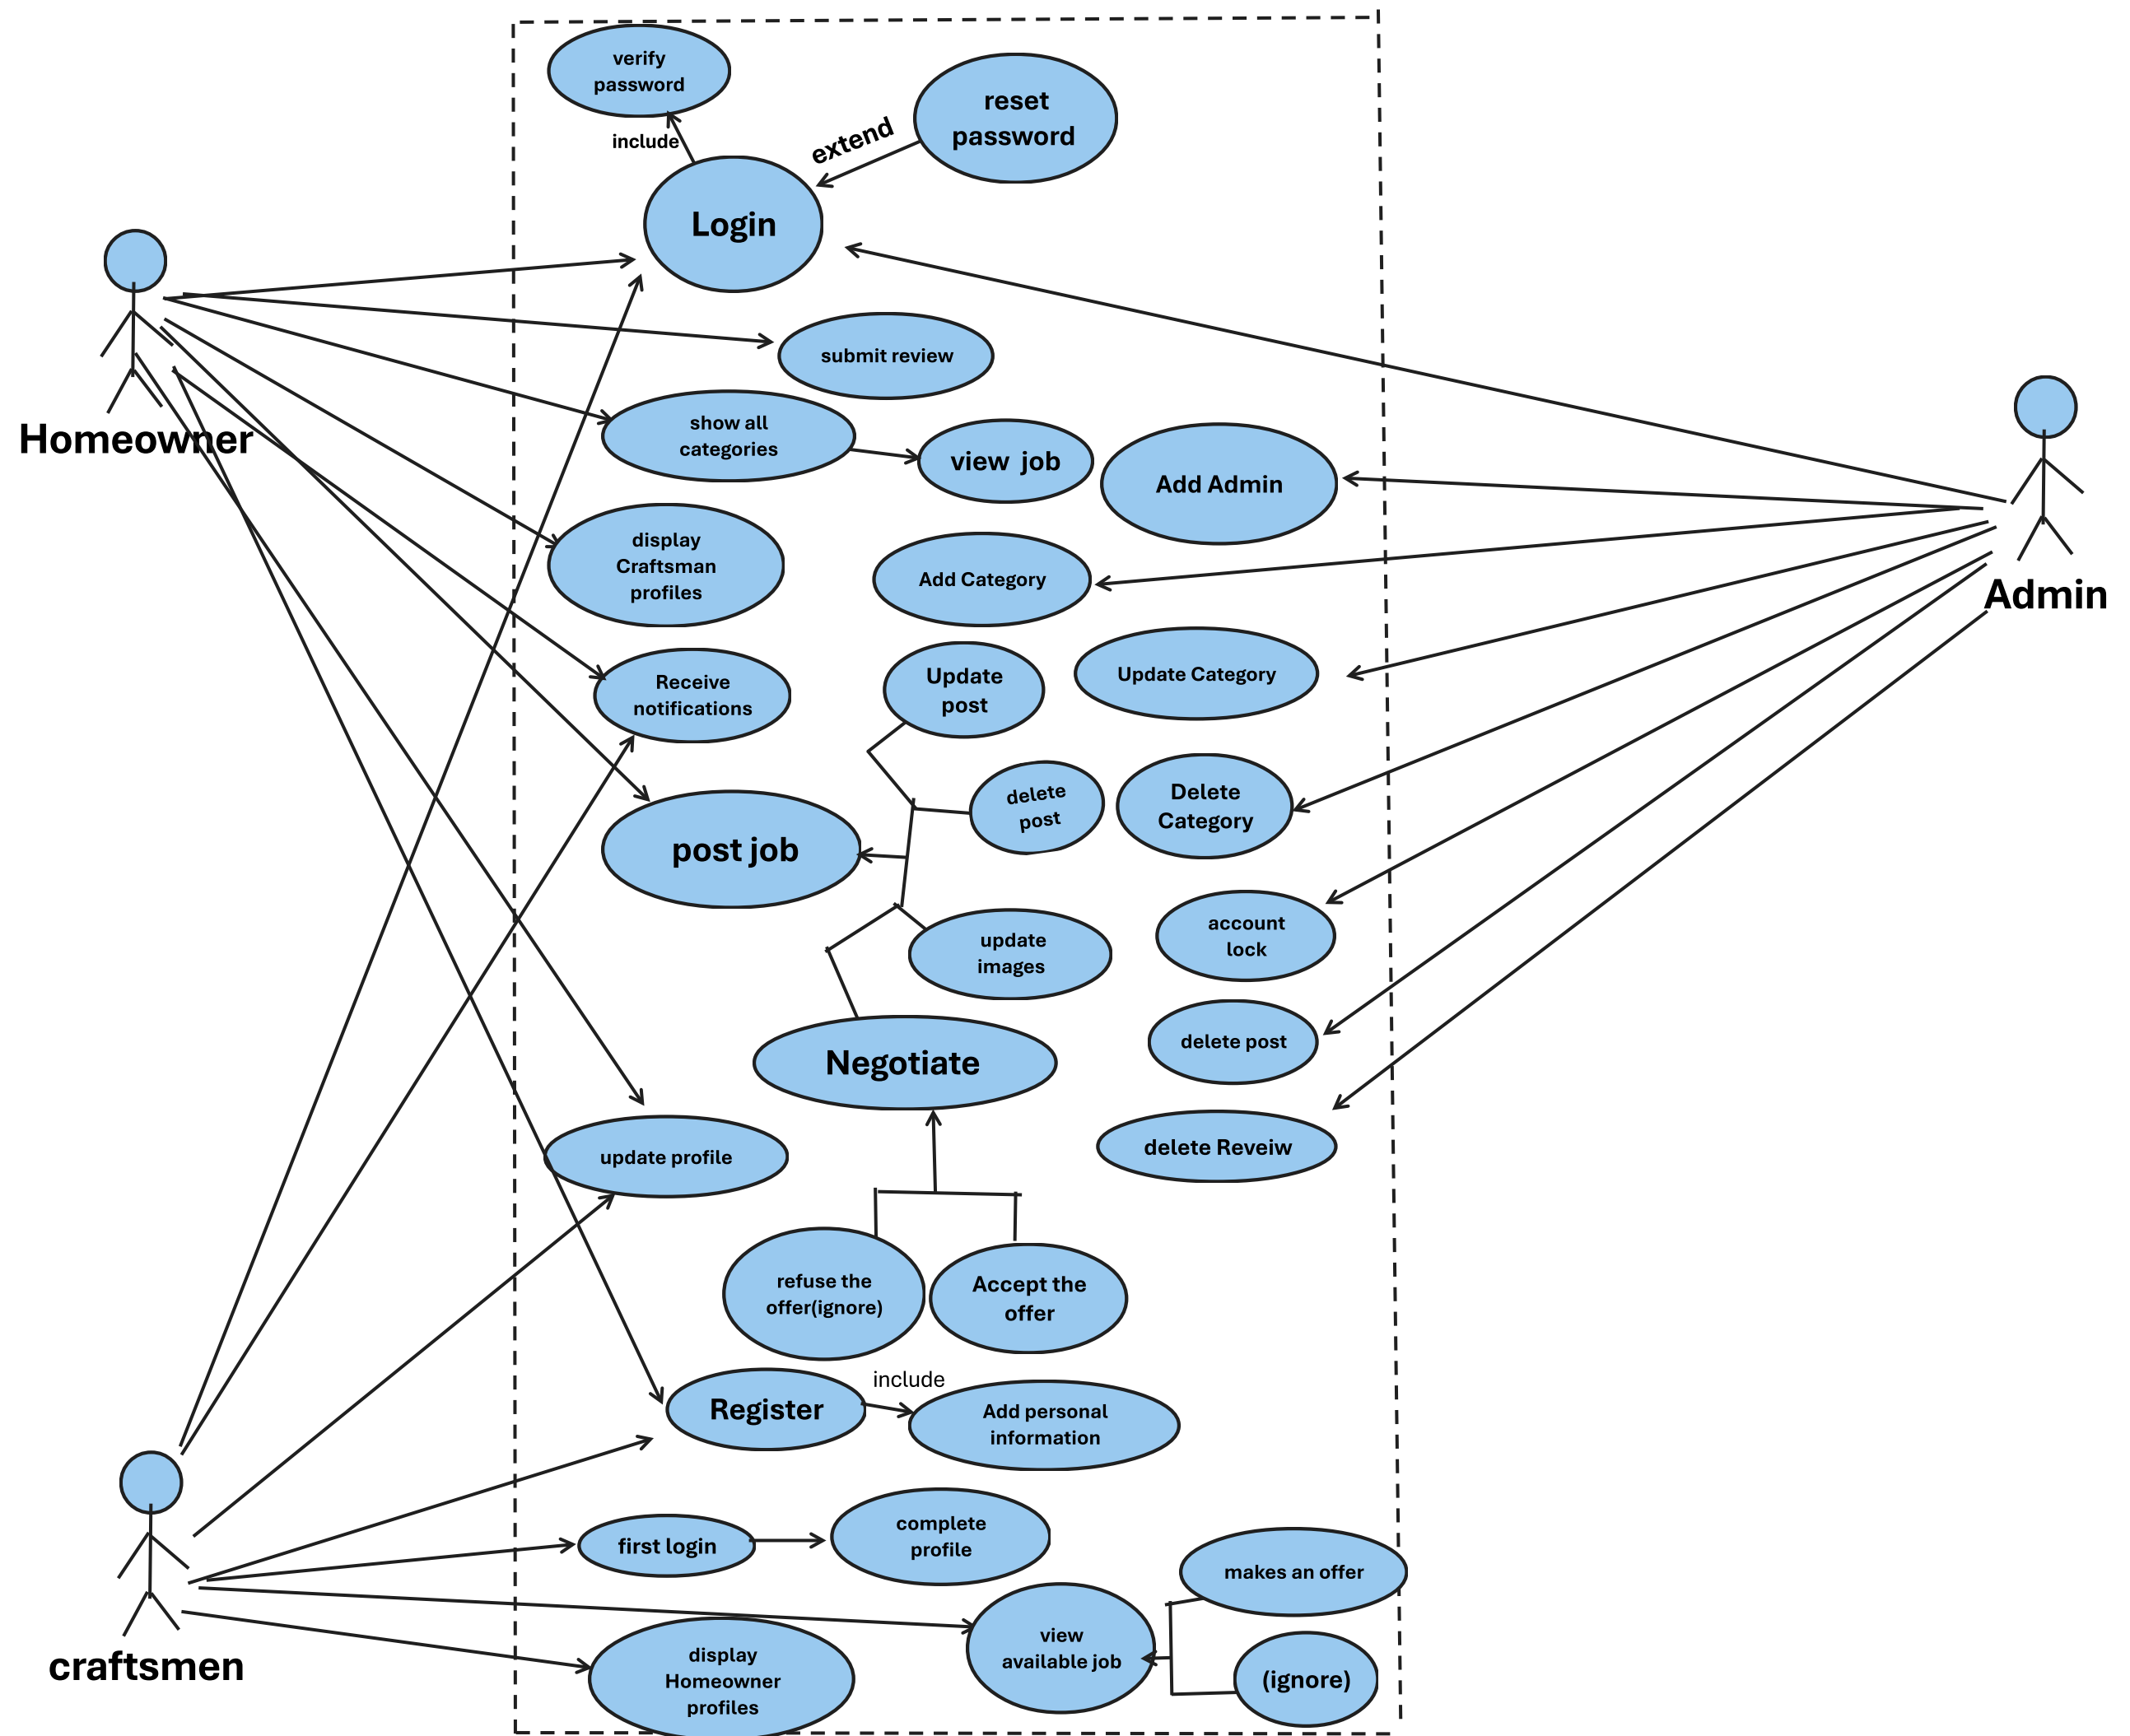 verify
password
include
extend
reset
password
Login
submit review
Homeowner
show all
categories
view job
Add Admin
display
Craftsman
profiles
Add Category
Admin
Receive
notifications
Update
post
Update Category
delete
post
Delete
Category
post job
update
images
account
lock
delete post
Negotiate
update profile
delete Reveiw
refuse the
offer(ignore)
Accept the
offer
Register
include
Add personal
information
first login
complete
profile
makes an offer
view
available job
(ignore)
craftsmen
display
Homeowner
profiles